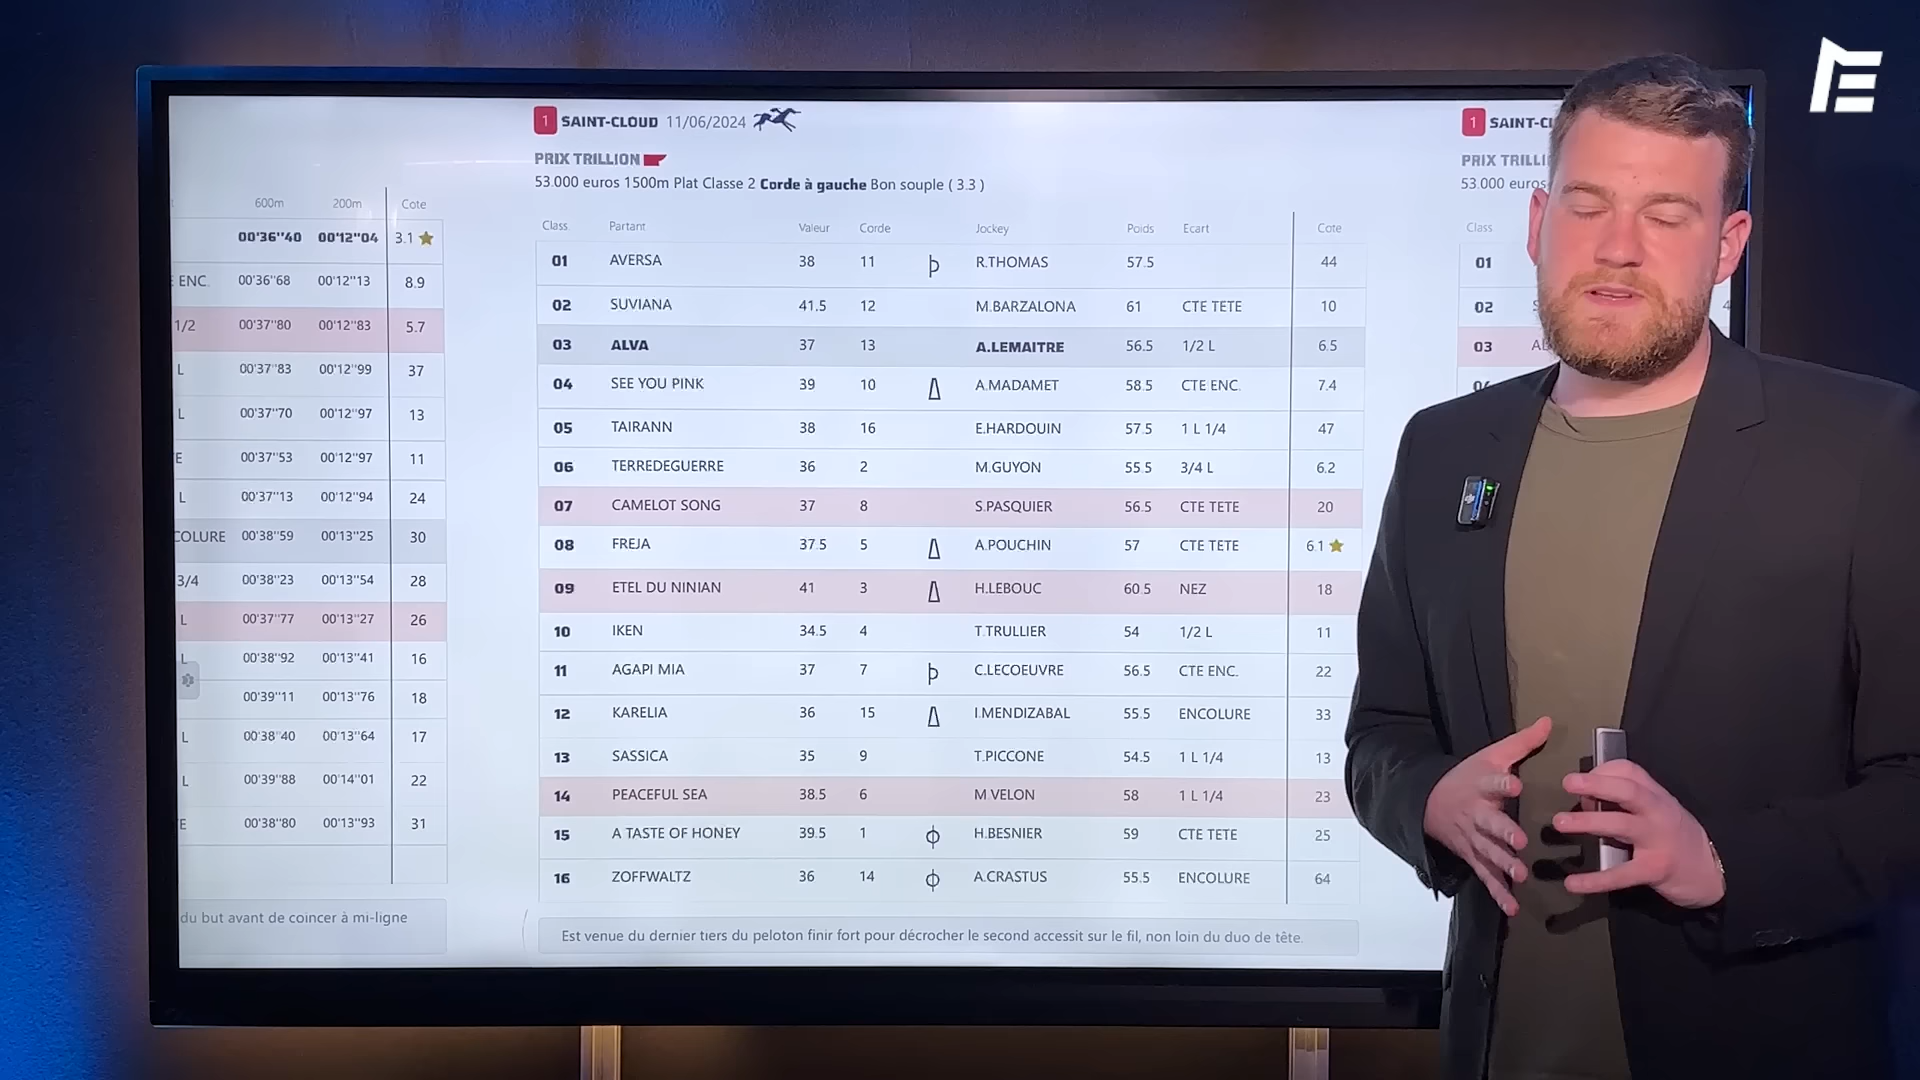 600m 200m Cote
00'36''40 00'12''04 3.1
ENC. 00'36''68 00'12''13 8.9
1/2 00'37''80 00'12''83 5.7
L 00'37''83 00'12''99 37
L 00'37''70 00'12''97 13
E 00'37''53 00'12''97 11
L 00'37''13 00'12''94 24
COLURE 00'38''59 00'13''25 30
3/4 00'38''23 00'13''54 28
L 00'37''77 00'13''27 26
L 00'38''92 00'13''41 16
00'39''11 00'13''76 18
L 00'38''40 00'13''64 17
L 00'39''88 00'14''01 22
E 00'38''80 00'13''93 31
du but avant de coincer à mi-ligne
1 SAINT-CLOUD 11/06/2024
PRIX TRILLION
53.000 euros 1500m Plat Classe 2 Corde à gauche Bon souple ( 3.3 )
Class. Partant Valeur Corde Jockey Poids Ecart Cote
01 AVERSA 38 11 R.THOMAS 57.5 44
02 SUVIANA 41.5 12 M.BARZALONA 61 CTE TETE 10
03 ALVA 37 13 A.LEMAITRE 56.5 1/2 L 6.5
04 SEE YOU PINK 39 10 A.MADAMET 58.5 CTE ENC. 7.4
05 TAIRANN 38 16 E.HARDOUIN 57.5 1 L 1/4 47
06 TERREDEGUERRE 36 2 M.GUYON 55.5 3/4 L 6.2
07 CAMELOT SONG 37 8 S.PASQUIER 56.5 CTE TETE 20
08 FREJA 37.5 5 A.POUCHIN 57 CTE TETE 6.1
09 ETEL DU NINIAN 41 3 H.LEBOUC 60.5 NEZ 18
10 IKEN 34.5 4 T.TRULLIER 54 1/2 L 11
11 AGAPI MIA 37 7 C.LECOEUVRE 56.5 CTE ENC. 22
12 KARELIA 36 15 I.MENDIZABAL 55.5 ENCOLURE 33
13 SASSICA 35 9 T.PICCONE 54.5 1 L 1/4 13
14 PEACEFUL SEA 38.5 6 M.VELON 58 1 L 1/4 23
15 A TASTE OF HONEY 39.5 1 H.BESNIER 59 CTE TETE 25
16 ZOFFWALTZ 36 14 A.CRASTUS 55.5 ENCOLURE 64
Est venue du dernier tiers du peloton finir fort pour décrocher le second accessit sur le fil, non loin du duo de tête.
1 SAINT-CL
PRIX TRILLI
53.000 euros
Class
01
02
03 AL
04